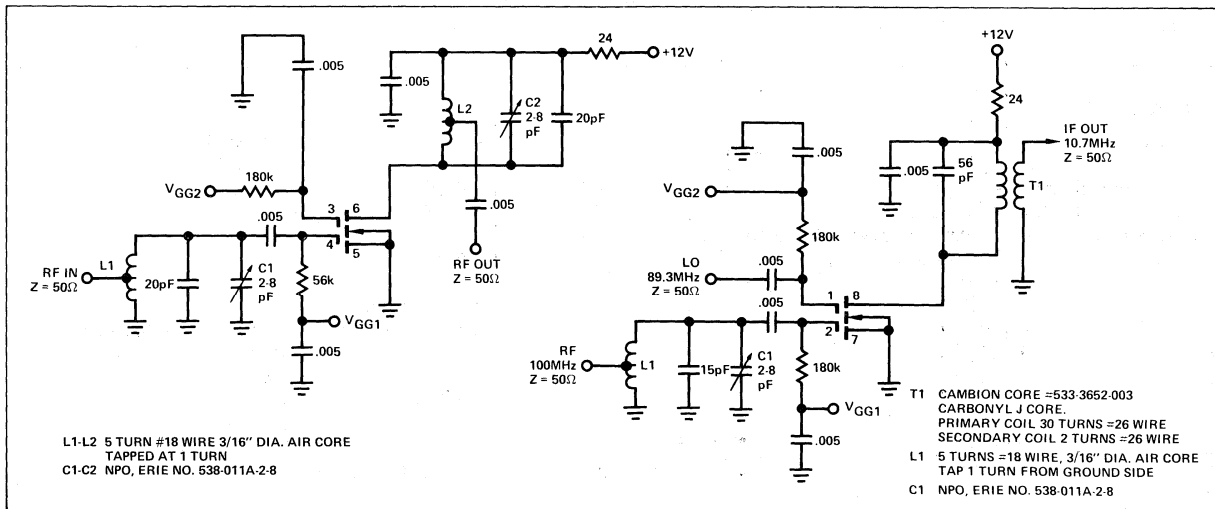 .005
VGG2
180k
3
6
4
5
.005
RF IN
Z = 50Ω
L1
20pF
C1
2-8
pF
56k
VGG1
.005
.005
L2
C2
2-8
pF
20pF
24
+12V
.005
RF OUT
Z = 50Ω
L1-L2 5 TURN #18 WIRE 3/16" DIA. AIR CORE
TAPPED AT 1 TURN
C1-C2 NPO, ERIE NO. 538-011A-2-8
.005
VGG2
180k
LO
89.3MHz
Z = 50Ω
.005
.005
1
8
2
7
RF
100MHz
Z = 50Ω
L1
15pF
C1
2-8
pF
180k
VGG1
.005
+12V
24
.005
56
pF
T1
IF OUT
10.7MHz
Z = 50Ω
T1 CAMBION CORE =533-3652-003
CARBONYL J CORE.
PRIMARY COIL 30 TURNS =26 WIRE
SECONDARY COIL 2 TURNS =26 WIRE
L1 5 TURNS =18 WIRE, 3/16" DIA. AIR CORE
TAP 1 TURN FROM GROUND SIDE
C1 NPO, ERIE NO. 538-011A-2-8